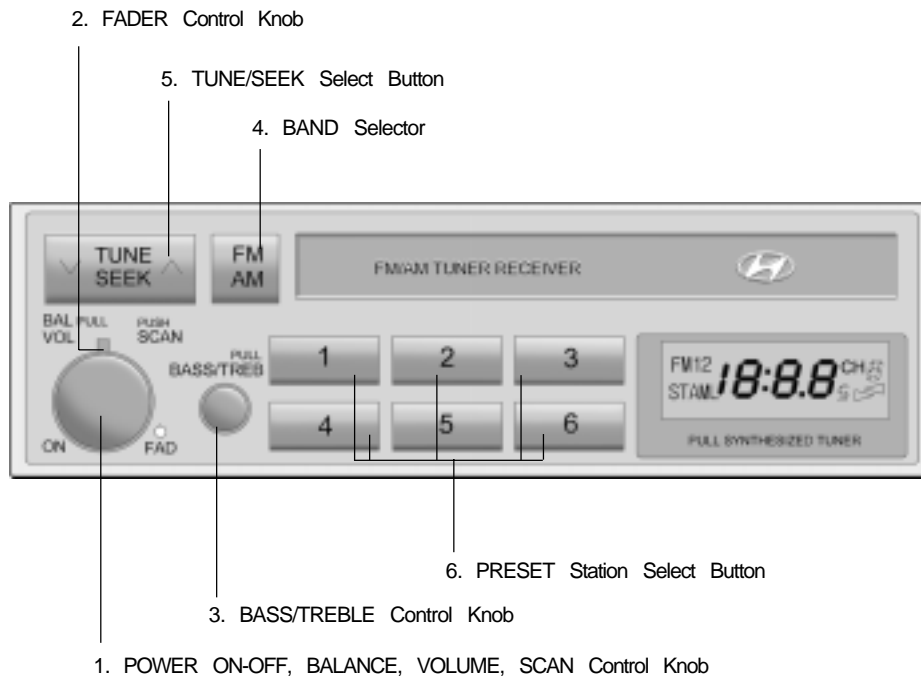 2. FADER Control Knob
5. TUNE/SEEK Select Button
4. BAND Selector
TUNE
SEEK
FM
AM
FM/AM TUNER RECEIVER
BAL PULL
VOL
PUSH
SCAN
PULL
BASS/TREB
ON
FAD
1
2
3
4
5
6
FM12
STAML
18:8.8
CH
PULL SYNTHESIZED TUNER
6. PRESET Station Select Button
3. BASS/TREBLE Control Knob
1. POWER ON-OFF, BALANCE, VOLUME, SCAN Control Knob